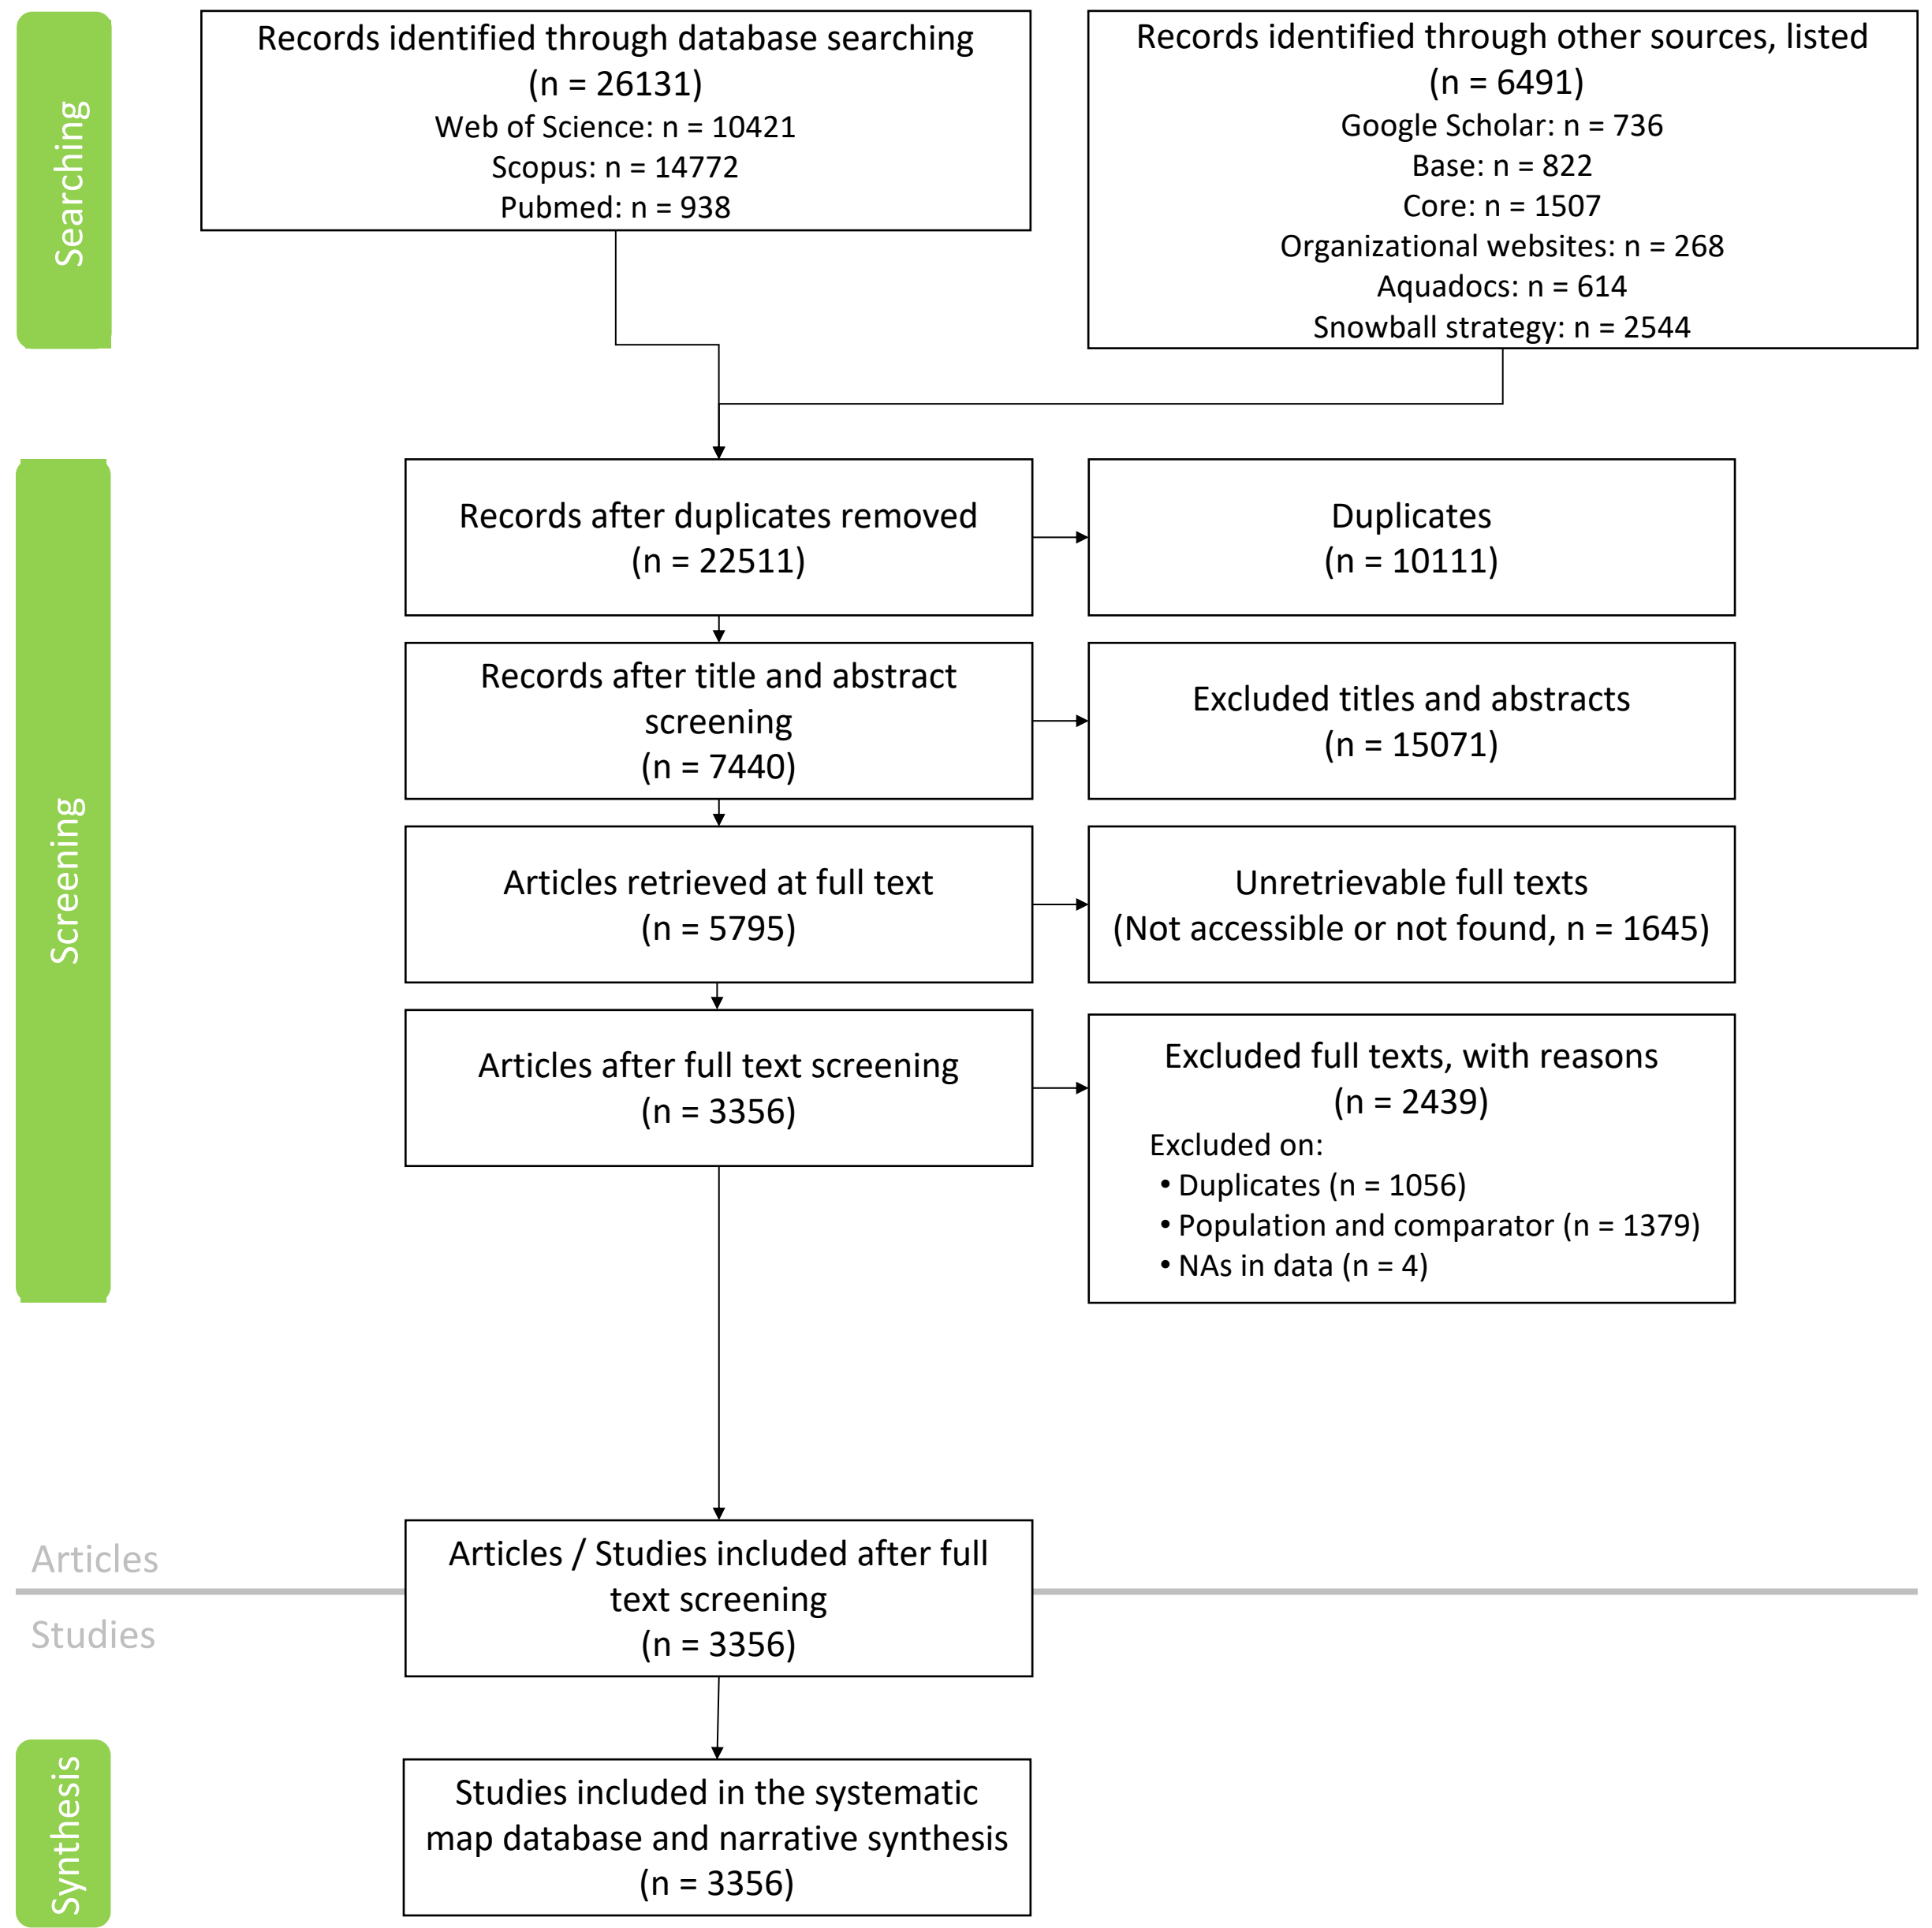 Searching
Records identified through database searching
(n = 26131)
Web of Science: n = 10421
Scopus: n = 14772
Pubmed: n = 938
Records identified through other sources, listed
(n = 6491)
Google Scholar: n = 736
Base: n = 822
Core: n = 1507
Organizational websites: n = 268
Aquadocs: n = 614
Snowball strategy: n = 2544
Screening
Records after duplicates removed
(n = 22511)
Duplicates
(n = 10111)
Records after title and abstract
screening
(n = 7440)
Excluded titles and abstracts
(n = 15071)
Articles retrieved at full text
(n = 5795)
Unretrievable full texts
(Not accessible or not found, n = 1645)
Articles after full text screening
(n = 3356)
Excluded full texts, with reasons
(n = 2439)
Excluded on:
• Duplicates (n = 1056)
• Population and comparator (n = 1379)
• NAs in data (n = 4)
Articles
Studies
Articles / Studies included after full
text screening
(n = 3356)
Synthesis
Studies included in the systematic
map database and narrative synthesis
(n = 3356)